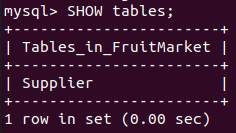 mysql> SHOW tables;
+-----------------------+
| Tables_in_FruitMarket |
+-----------------------+
| Supplier              |
+-----------------------+
1 row in set (0.00 sec)